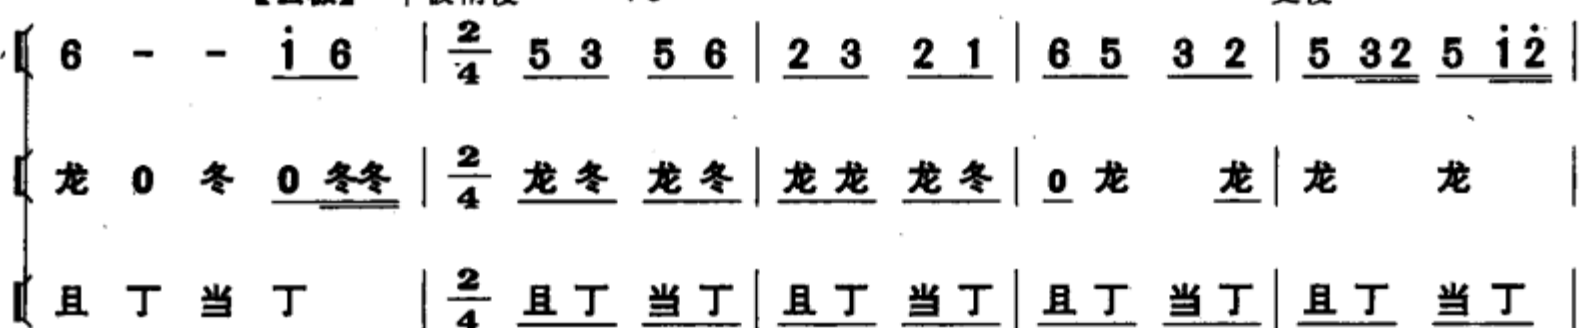 6 - - i̇ 6 | 2/4 5 3 5 6 | 2 3 2 1 | 6 5 3 2 | 5 3 2 5 i̇ 2̇ |
龙 0 冬 0 冬冬 | 2/4 龙 冬 龙 冬 | 龙 龙 龙 冬 | 0 龙 龙 | 龙 龙 |
且 丁 当 丁 | 2/4 且 丁 当 丁 | 且 丁 当 丁 | 且 丁 当 丁 | 且 丁 当 丁 |